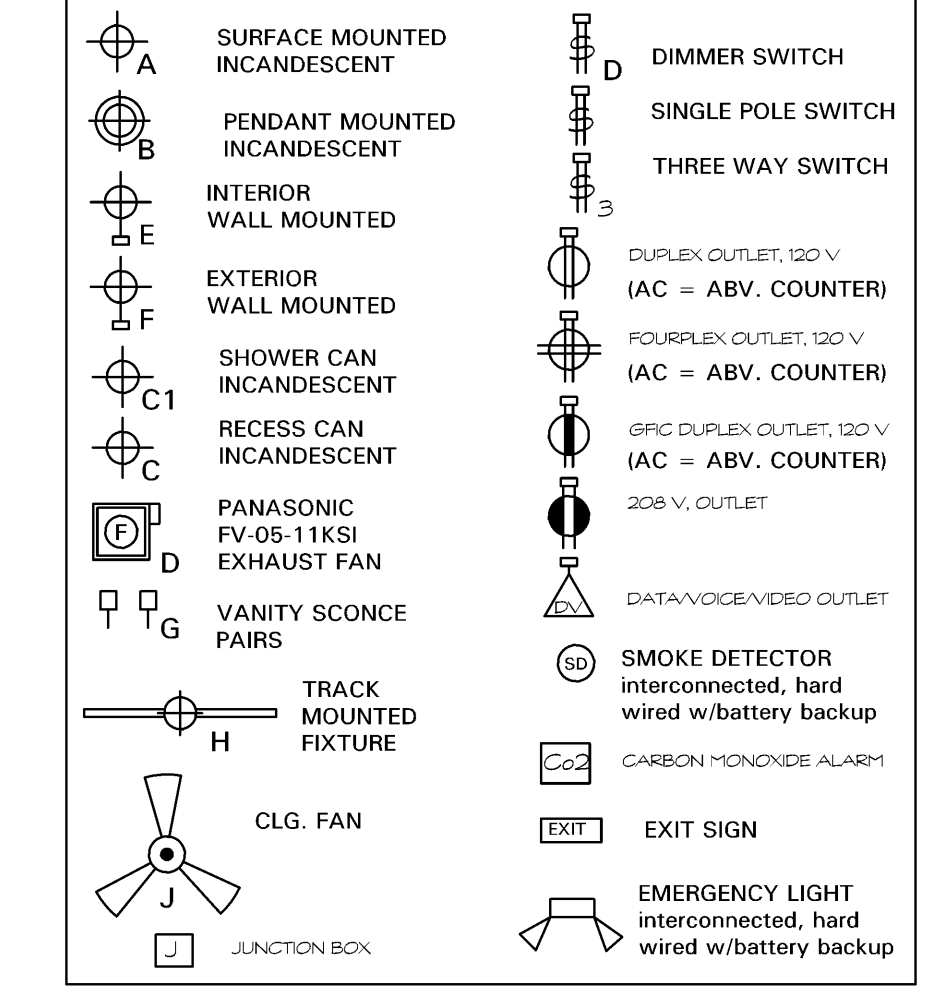 A
SURFACE MOUNTED
INCANDESCENT
B
PENDANT MOUNTED
INCANDESCENT
E
INTERIOR
WALL MOUNTED
F
EXTERIOR
WALL MOUNTED
C1
SHOWER CAN
INCANDESCENT
C
RECESS CAN
INCANDESCENT
F
D
PANASONIC
FV-05-11KSI
EXHAUST FAN
G
VANITY SCONCE
PAIRS
H
TRACK
MOUNTED
FIXTURE
J
CLG. FAN
J
JUNCTION BOX
D
DIMMER SWITCH
SINGLE POLE SWITCH
3
THREE WAY SWITCH
DUPLEX OUTLET, 120 V
(AC = ABV. COUNTER)
FOURPLEX OUTLET, 120 V
(AC = ABV. COUNTER)
GFIC DUPLEX OUTLET, 120 V
(AC = ABV. COUNTER)
208 V, OUTLET
DV
DATA/VOICE/VIDEO OUTLET
SD
SMOKE DETECTOR
interconnected, hard
wired w/battery backup
Co2
CARBON MONOXIDE ALARM
EXIT
EXIT SIGN
EMERGENCY LIGHT
interconnected, hard
wired w/battery backup